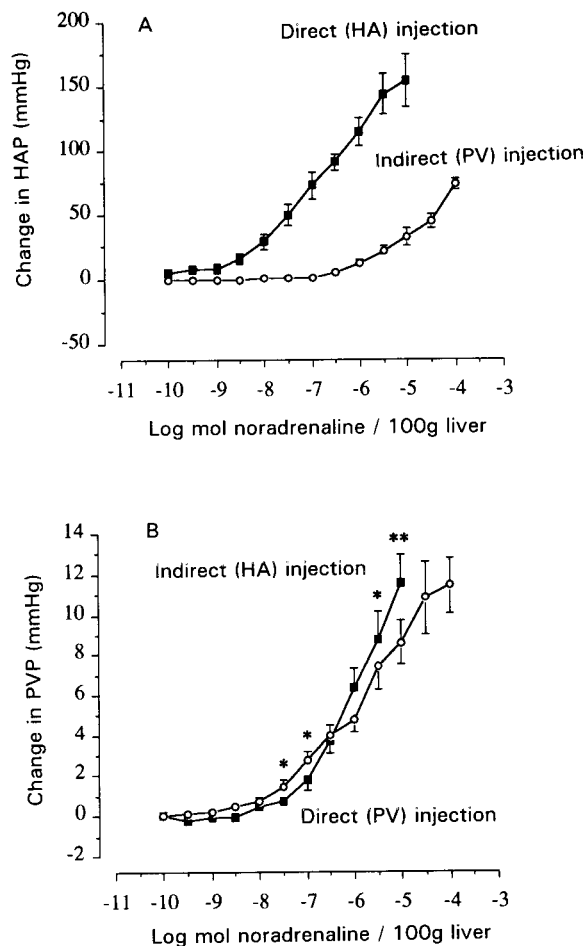 A
Direct (HA) injection
Indirect (PV) injection
Change in HAP (mmHg)
200
150
100
50
0
-50
-11 -10 -9 -8 -7 -6 -5 -4 -3
Log mol noradrenaline / 100g liver
B
**
Indirect (HA) injection
*
*
*
Direct (PV) injection
Change in PVP (mmHg)
14
12
10
8
6
4
2
0
-2
-11 -10 -9 -8 -7 -6 -5 -4 -3
Log mol noradrenaline / 100g liver